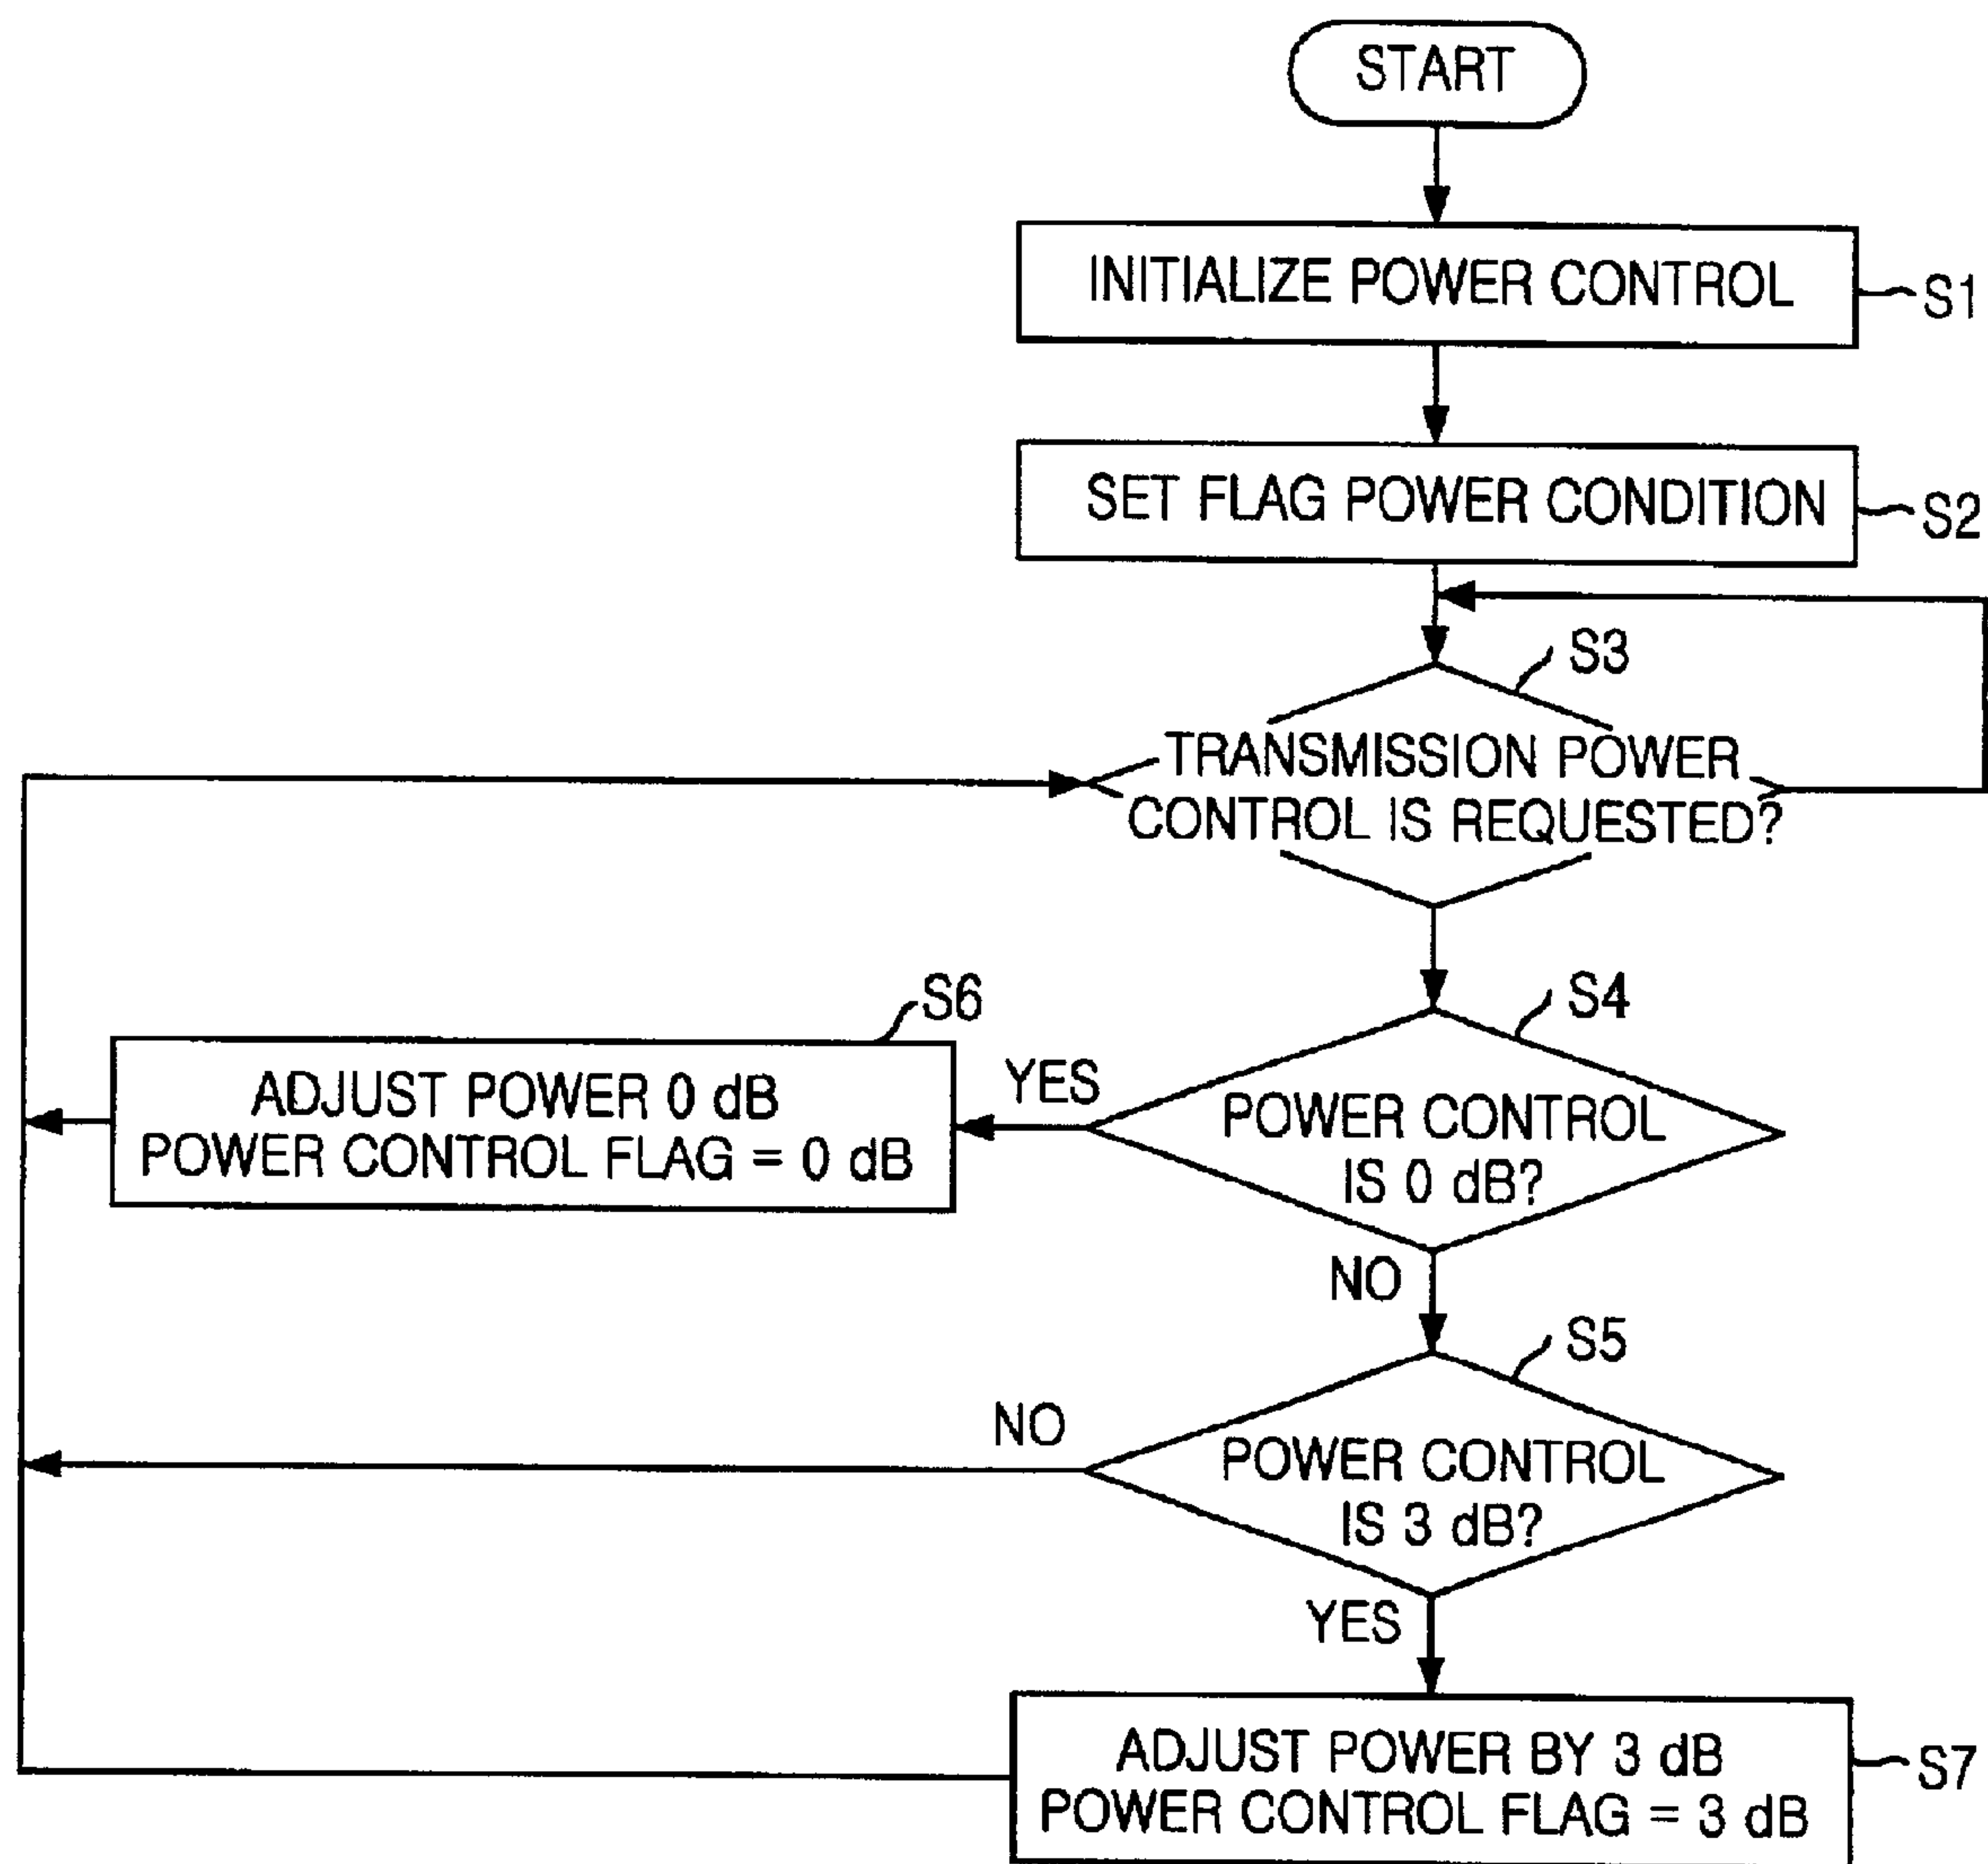 START
INITIALIZE POWER CONTROL
S1
SET FLAG POWER CONDITION
S2
S3
TRANSMISSION POWER
CONTROL IS REQUESTED?
S4
POWER CONTROL
IS 0 dB?
YES
S6
ADJUST POWER 0 dB
POWER CONTROL FLAG = 0 dB
NO
S5
POWER CONTROL
IS 3 dB?
NO
YES
ADJUST POWER BY 3 dB
POWER CONTROL FLAG = 3 dB
S7